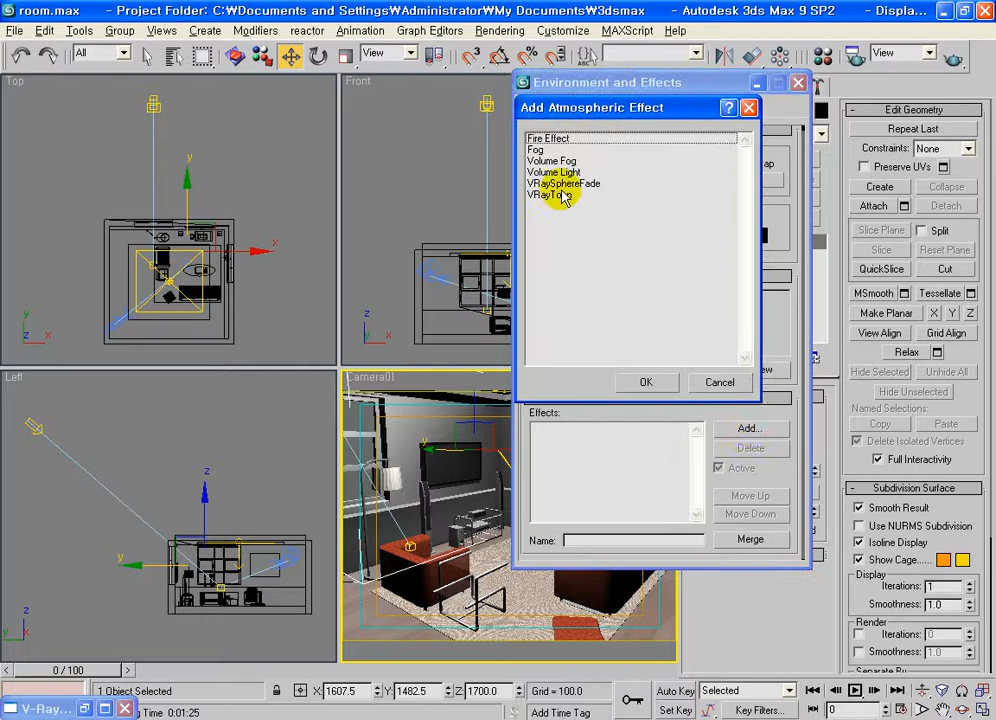 room.max - Project Folder: C:₩Documents and Settings₩Administrator₩My Documents₩3dsmax - Autodesk 3ds Max 9 SP2 - Displa...
File Edit Tools Group Views Create Modifiers reactor Animation Graph Editors Rendering Customize MAXScript Help
All View View
Top
Front
Left
Camera01
Environment and Effects
Add Atmospheric Effect
Fire Effect
Fog
Volume Fog
Volume Light
VRaySphereFade
OK Cancel
Effects:
Add...
Delete
Active
Move Up
Move Down
Name: Merge
Edit Geometry
Repeat Last
Constraints: None
Preserve UVs
Create Collapse
Attach Detach
Slice Plane Split
Slice Reset Plane
QuickSlice Cut
MSmooth Tessellate
Make Planar X Y Z
View Align Grid Align
Relax
Hide Selected Unhide All
Hide Unselected
Named Selections:
Copy Paste
Delete Isolated Vertices
Full Interactivity
Subdivision Surface
Smooth Result
Use NURMS Subdivision
Isoline Display
Show Cage...
Display
Iterations: 1
Smoothness: 1.0
Render
Iterations: 0
Smoothness: 1.0
0 / 100
1 Object Selected X: 1607.5 Y: 1482.5 Z: 1700.0 Grid = 100.0 Auto Key Selected
V-Ray... Time 0:01:25 Add Time Tag Set Key Key Filters... 0